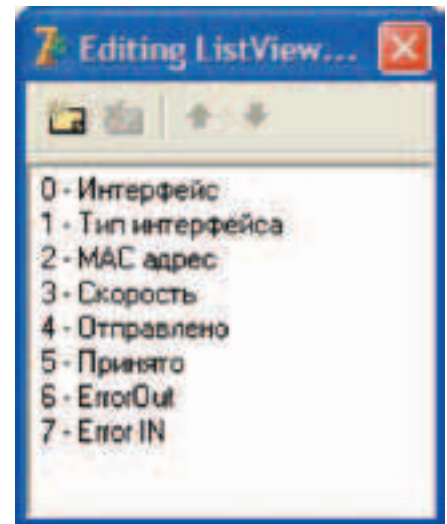 Editing ListView...
0 - Интерфейс
1 - Тип интерфейса
2 - MAC адрес
3 - Скорость
4 - Отправлено
5 - Принято
6 - ErrorOut
7 - Error IN